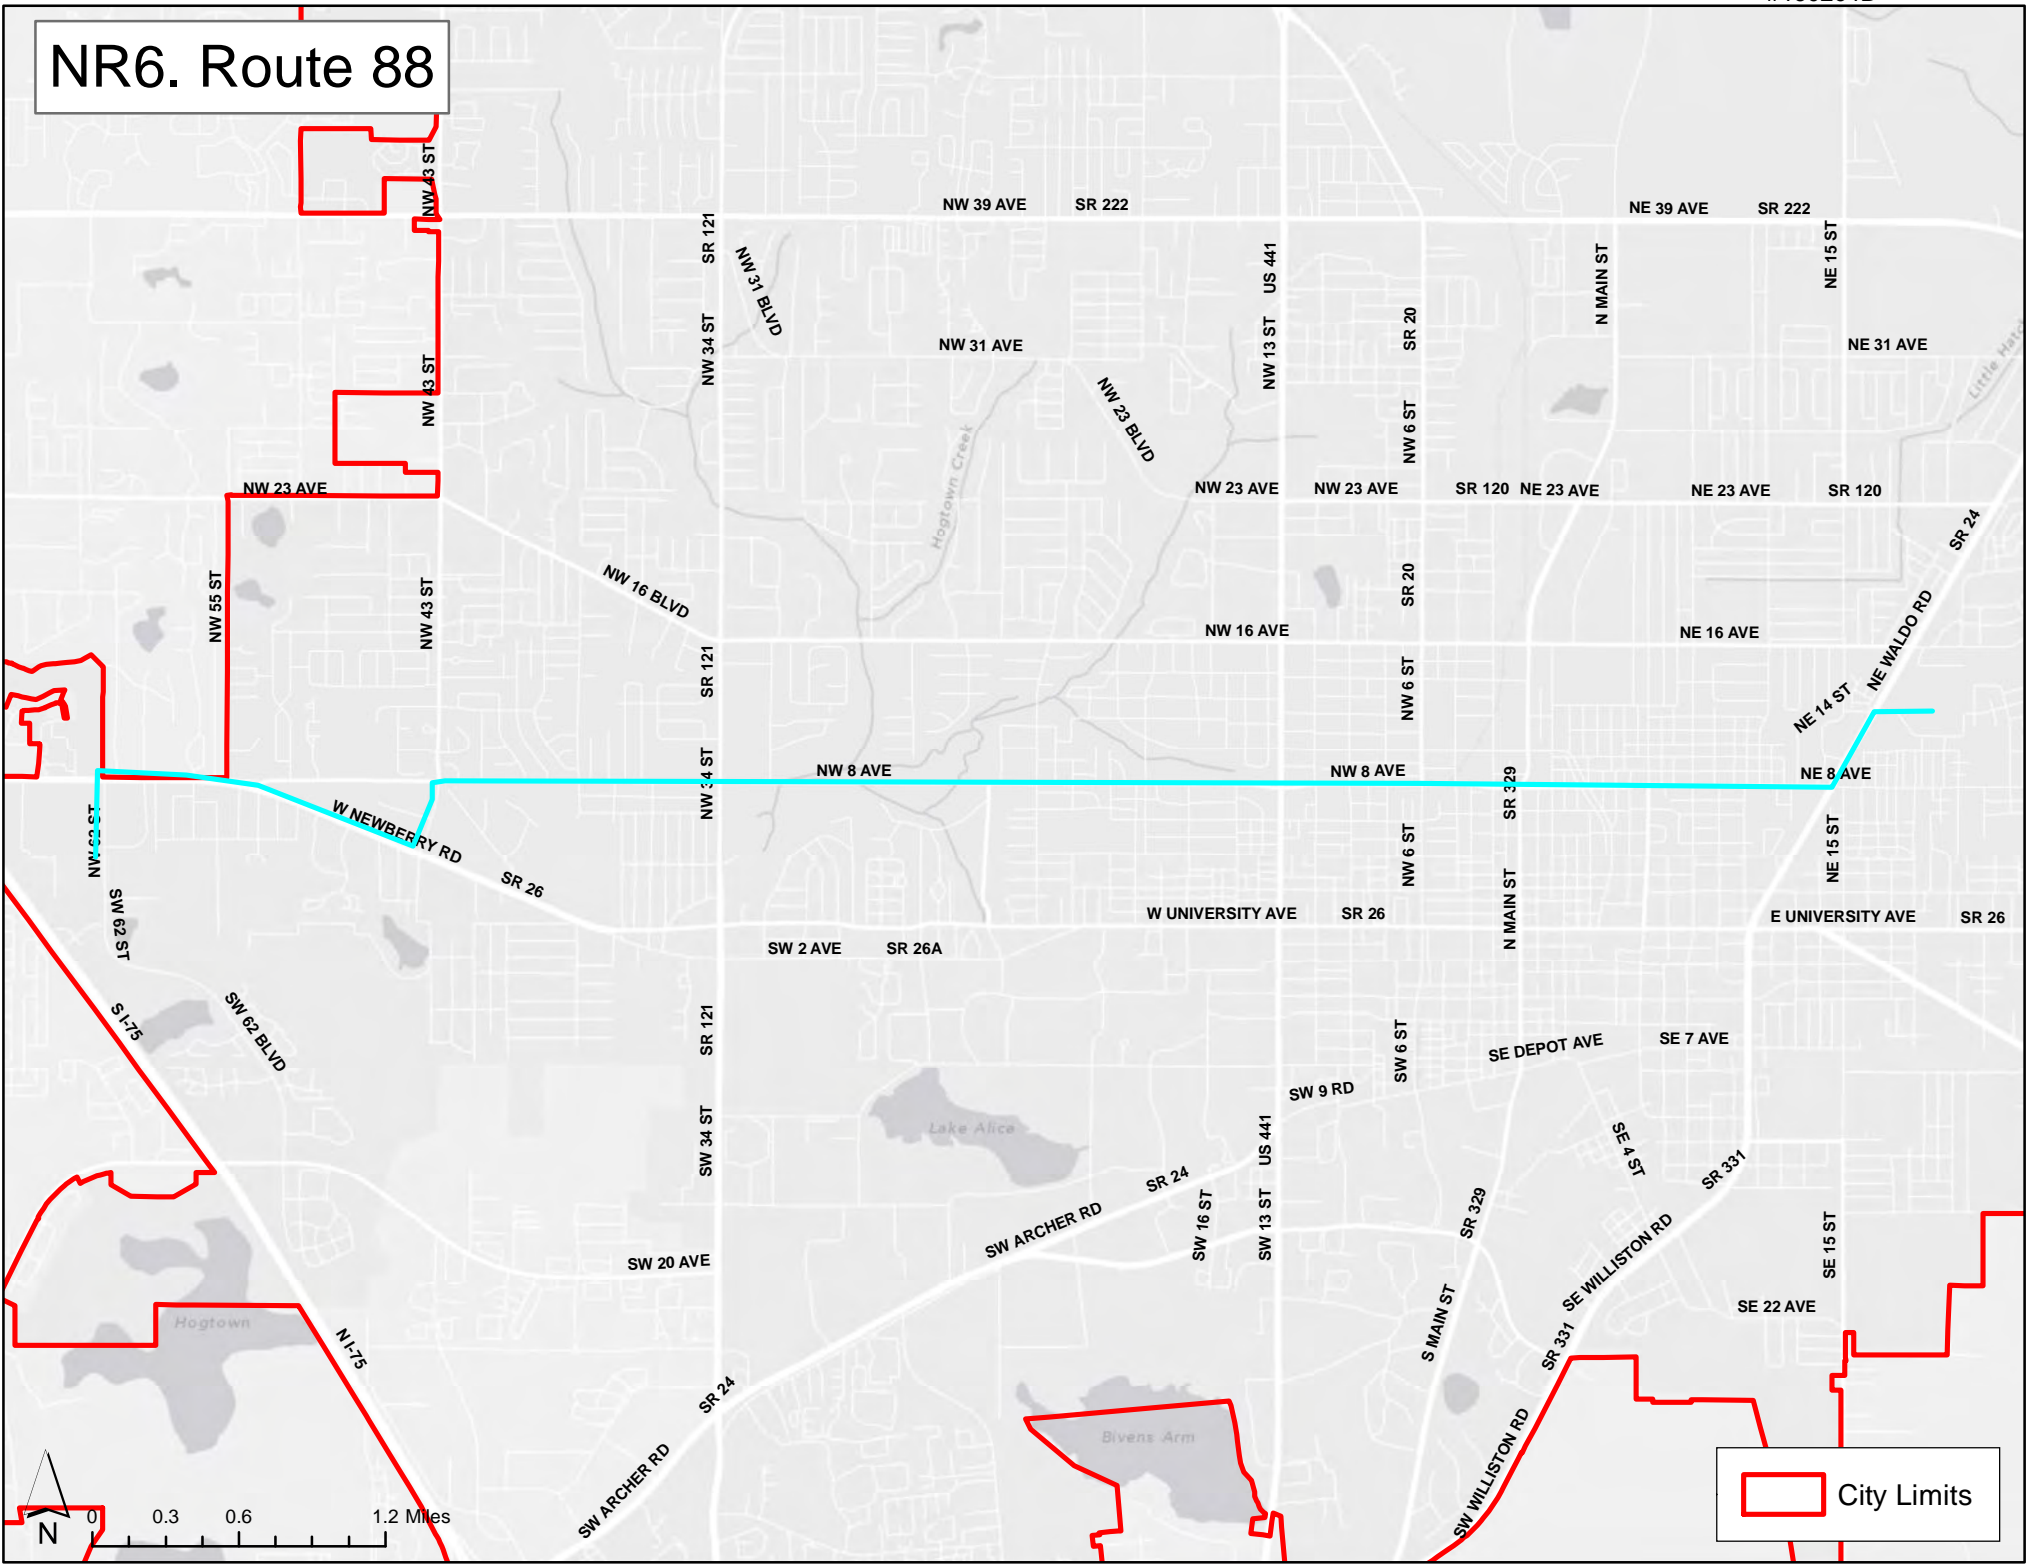 NR6. Route 88
NW 43 ST
NW 39 AVE
SR 222
NE 39 AVE
SR 222
SR 121
NW 31 BLVD
US 441
N MAIN ST
NE 15 ST
NW 34 ST
NW 31 AVE
NW 13 ST
SR 20
NE 31 AVE
NW 43 ST
NW 23 BLVD
NW 6 ST
Hogtown Creek
NW 23 AVE
NW 23 AVE
NW 23 AVE
SR 120
NE 23 AVE
NE 23 AVE
SR 120
SR 24
NW 55 ST
NW 43 ST
NW 16 BLVD
SR 20
NW 16 AVE
NE 16 AVE
NE WALDO RD
SR 121
NW 6 ST
NE 14 ST
NW 34 ST
NW 8 AVE
NW 8 AVE
SR 329
NE 8 AVE
NW 62 ST
W NEWBERRY RD
SR 26
NW 6 ST
NE 15 ST
SW 62 ST
W UNIVERSITY AVE
SR 26
N MAIN ST
E UNIVERSITY AVE
SR 26
SW 2 AVE
SR 26A
S I-75
SW 62 BLVD
SR 121
SW 6 ST
SE DEPOT AVE
SE 7 AVE
SW 9 RD
Lake Alice
SW 34 ST
US 441
SE 4 ST
SR 24
SR 331
SW ARCHER RD
SW 16 ST
SW 13 ST
SR 329
SE WILLISTON RD
SE 15 ST
SW 20 AVE
Hogtown
N I-75
S MAIN ST
SR 331
SE 22 AVE
SR 24
Bivens Arm
SW ARCHER RD
SW WILLISTON RD
City Limits
N
0 0.3 0.6 1.2 Miles